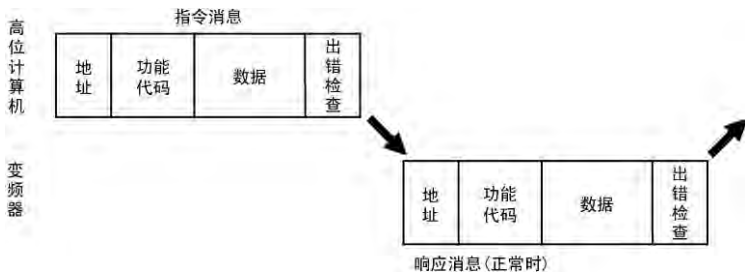 指令消息
高位计算机
地址
功能代码
数据
出错检查
变频器
地址
功能代码
数据
出错检查
响应消息(正常时)